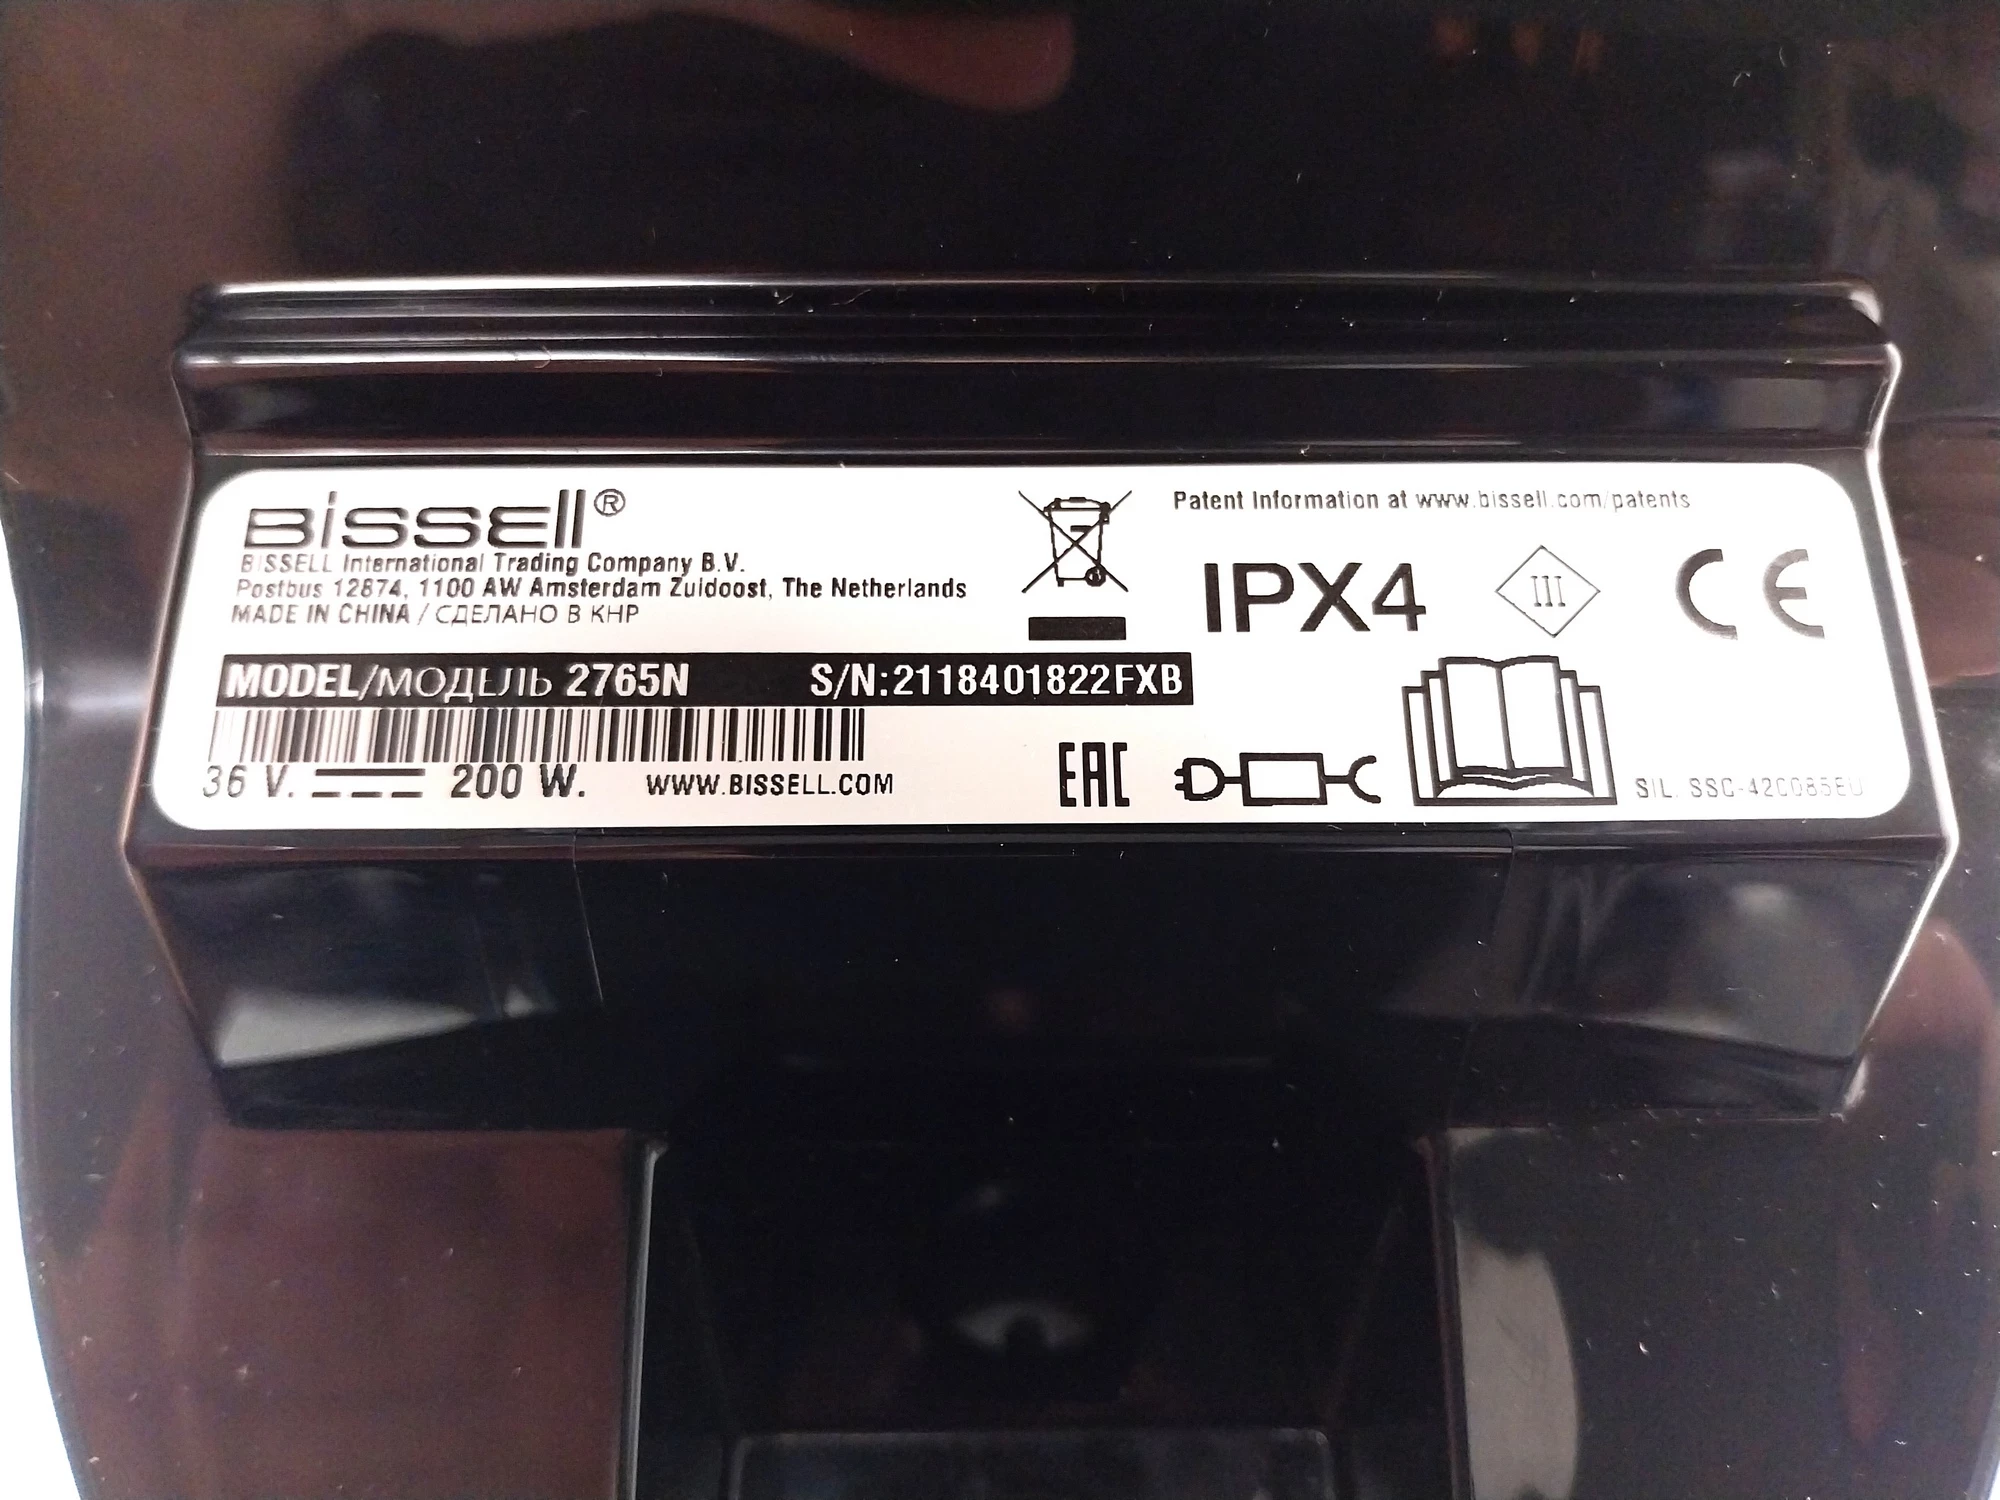 BISSELL®
BISSELL International Trading Company B.V.
Postbus 12874, 1100 AW Amsterdam Zuidoost, The Netherlands
MADE IN CHINA / СДЕЛАНО В КНР
MODEL/МОДЕЛЬ 2765N S/N:2118401822FXB
36 V. 200 W. WWW.BISSELL.COM
Patent Information at www.bissell.com/patents
IPX4 III CE
EAC
SIL. SSC-42C085EU